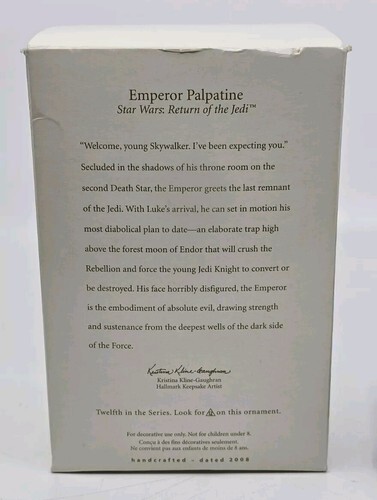 Emperor Palpatine
Star Wars: Return of the Jedi™
“Welcome, young Skywalker. I’ve been expecting you.”
Secluded in the shadows of his throne room on the
second Death Star, the Emperor greets the last remnant
of the Jedi. With Luke’s arrival, he can set in motion his
most diabolical plan to date—an elaborate trap high
above the forest moon of Endor that will crush the
Rebellion and force the young Jedi Knight to convert or
be destroyed. His face horribly disfigured, the Emperor
is the embodiment of absolute evil, drawing strength
and sustenance from the deepest wells of the dark side
of the Force.
Kristina Kline-Gaughran
Kristina Kline-Gaughran
Hallmark Keepsake Artist
Twelfth in the Series. Look for on this ornament.
For decorative use only. Not for children under 8.
Conçu à des fins décoratives seulement.
Ne convient pas aux enfants de moins de 8 ans.
handcrafted - dated 2008